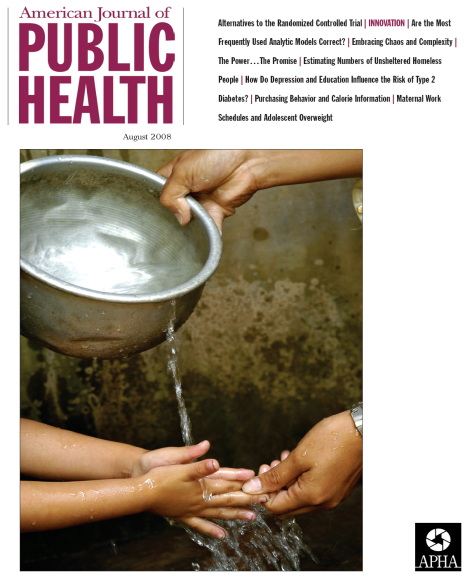 American Journal of
PUBLIC
HEALTH
August 2008
Alternatives to the Randomized Controlled Trial | INNOVATION | Are the Most
Frequently Used Analytic Models Correct? | Embracing Chaos and Complexity |
The Power...The Promise | Estimating Numbers of Unsheltered Homeless
People | How Do Depression and Education Influence the Risk of Type 2
Diabetes? | Purchasing Behavior and Calorie Information | Maternal Work
Schedules and Adolescent Overweight
APHA